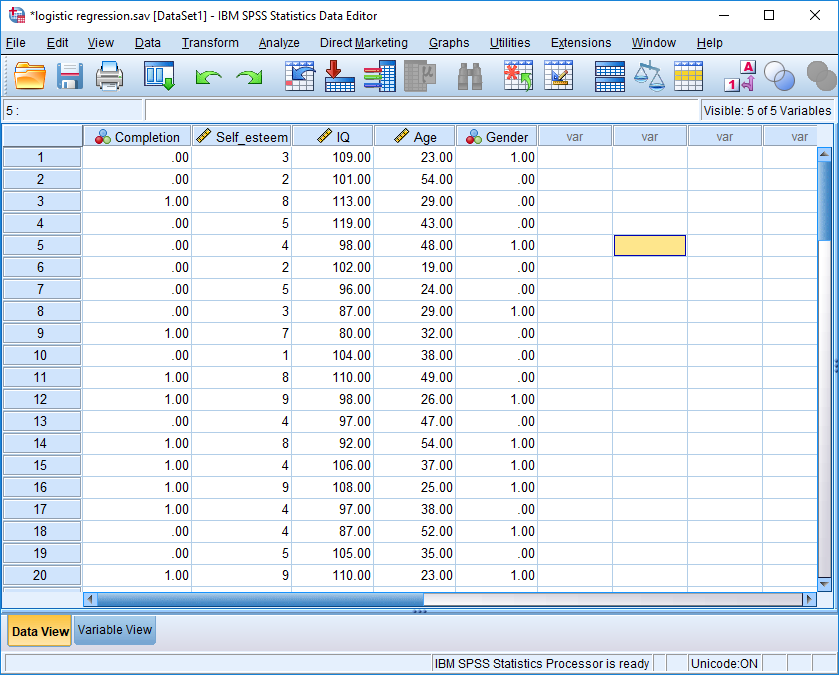 *logistic regression.sav [DataSet1] - IBM SPSS Statistics Data Editor
File Edit View Data Transform Analyze Direct Marketing Graphs Utilities Extensions Window Help
1 A
5 : Visible: 5 of 5 Variables
Completion Self_esteem IQ Age Gender var var var var
1 .00 3 109.00 23.00 1.00
2 .00 2 101.00 54.00 .00
3 1.00 8 113.00 29.00 .00
4 .00 5 119.00 43.00 .00
5 .00 4 98.00 48.00 1.00
6 .00 2 102.00 19.00 .00
7 .00 5 96.00 24.00 .00
8 .00 3 87.00 29.00 1.00
9 1.00 7 80.00 32.00 .00
10 .00 1 104.00 38.00 .00
11 1.00 8 110.00 49.00 .00
12 1.00 9 98.00 26.00 1.00
13 .00 4 97.00 47.00 .00
14 1.00 8 92.00 54.00 1.00
15 1.00 4 106.00 37.00 1.00
16 1.00 9 108.00 25.00 1.00
17 1.00 4 97.00 38.00 .00
18 .00 4 87.00 52.00 1.00
19 .00 5 105.00 35.00 .00
20 1.00 9 110.00 23.00 1.00
Data View Variable View
IBM SPSS Statistics Processor is ready Unicode:ON